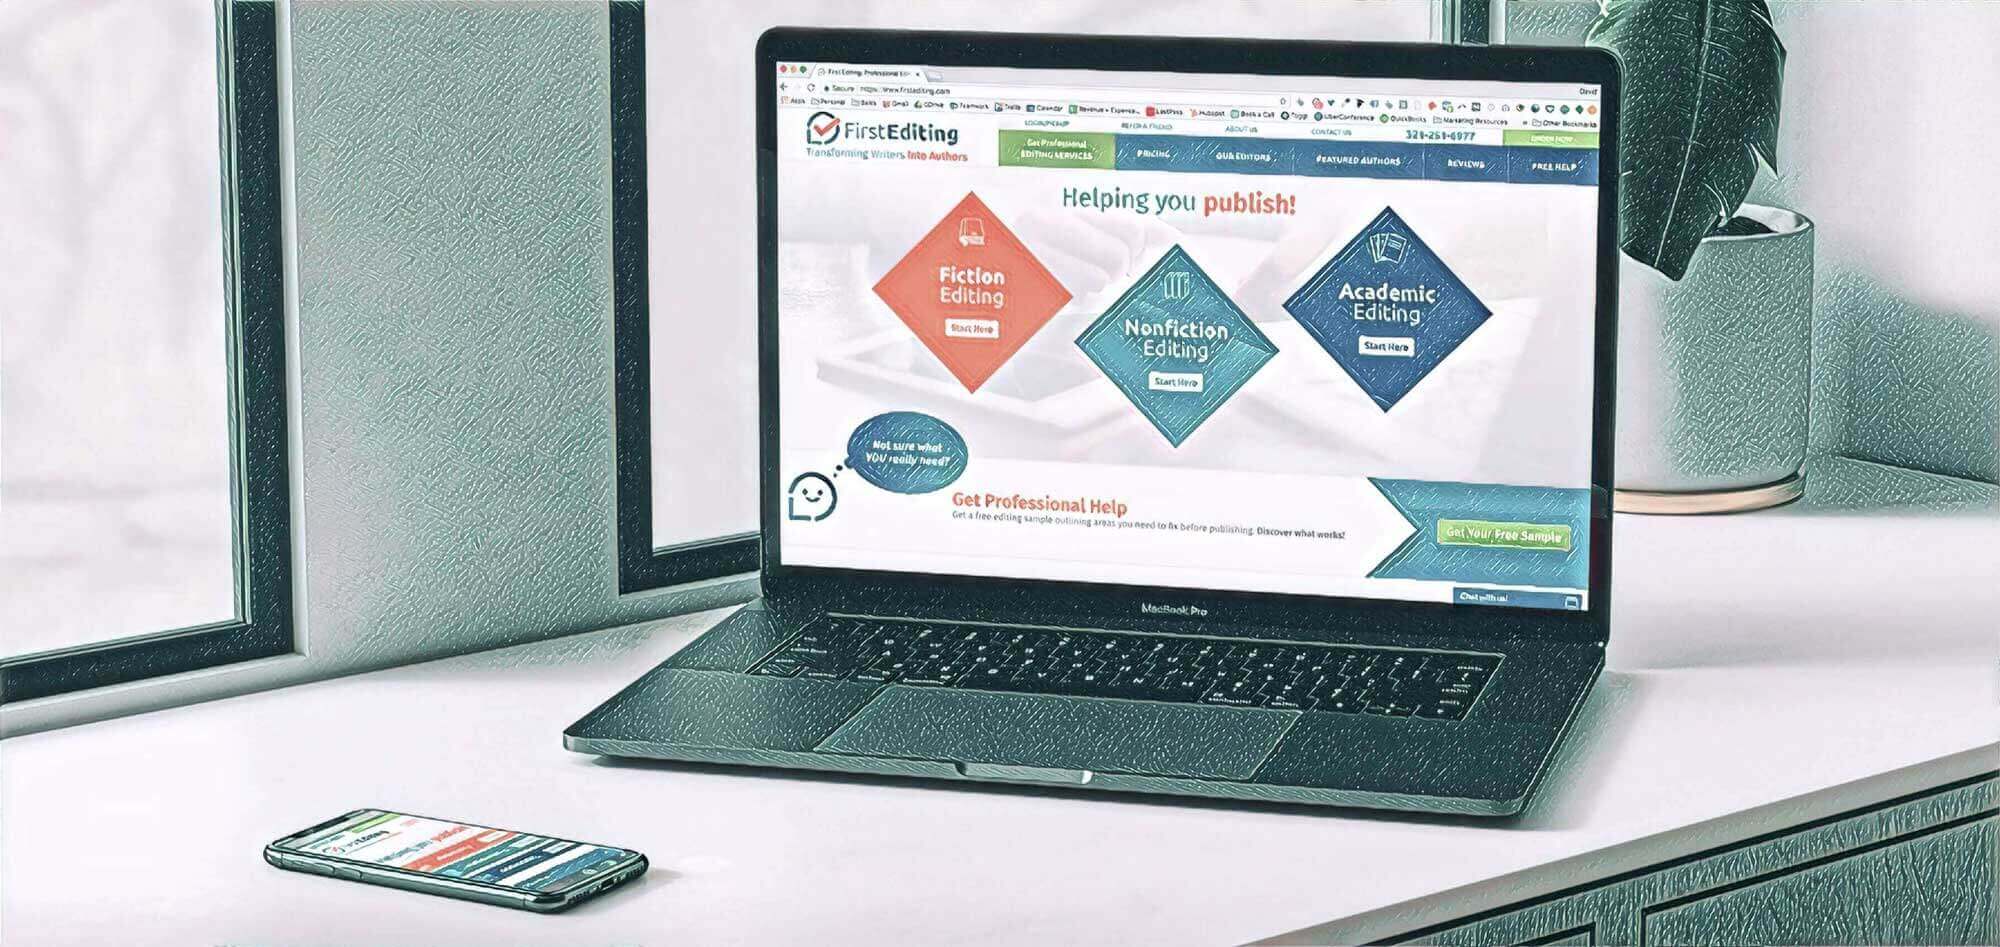 First Editing: Professional Edi
Secure https://www.firstediting.com
David
Apps Personal Sales Gmail GDrive Teamwork Trello Calendar Revenue + Expense... LastPass Hubspot Book a Call Toggl UberConference QuickBooks Marketing Resources » Other Bookmarks
FirstEditing
Transforming Writers Into Authors
REFER A FRIEND ABOUT US CONTACT US 321-251-6977 ORDER NOW
Get Professional
EDITING SERVICES
PRICING OUR EDITORS FEATURED AUTHORS REVIEWS FREE HELP
Helping you publish!
Fiction
Editing
Start Here
Nonfiction
Editing
Start Here
Academic
Editing
Start Here
Not sure what
YOU really need?
Get Professional Help
Get a free editing sample outlining areas you need to fix before publishing. Discover what works!
Get Your Free Sample
Chat with us!
MacBook Pro
Helping you publish